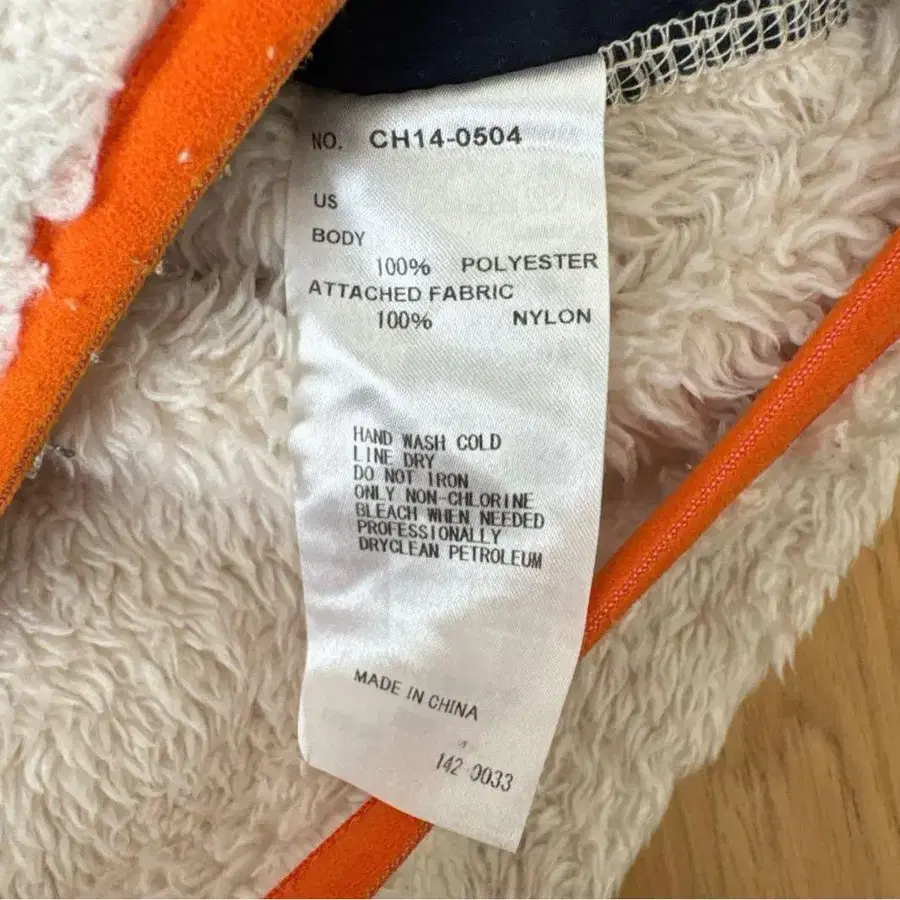 NO. CH14-0504
US
BODY
100% POLYESTER
ATTACHED FABRIC
100% NYLON
HAND WASH COLD
LINE DRY
DO NOT IRON
ONLY NON-CHLORINE
BLEACH WHEN NEEDED
PROFESSIONALLY
DRYCLEAN PETROLEUM
MADE IN CHINA
142-0033